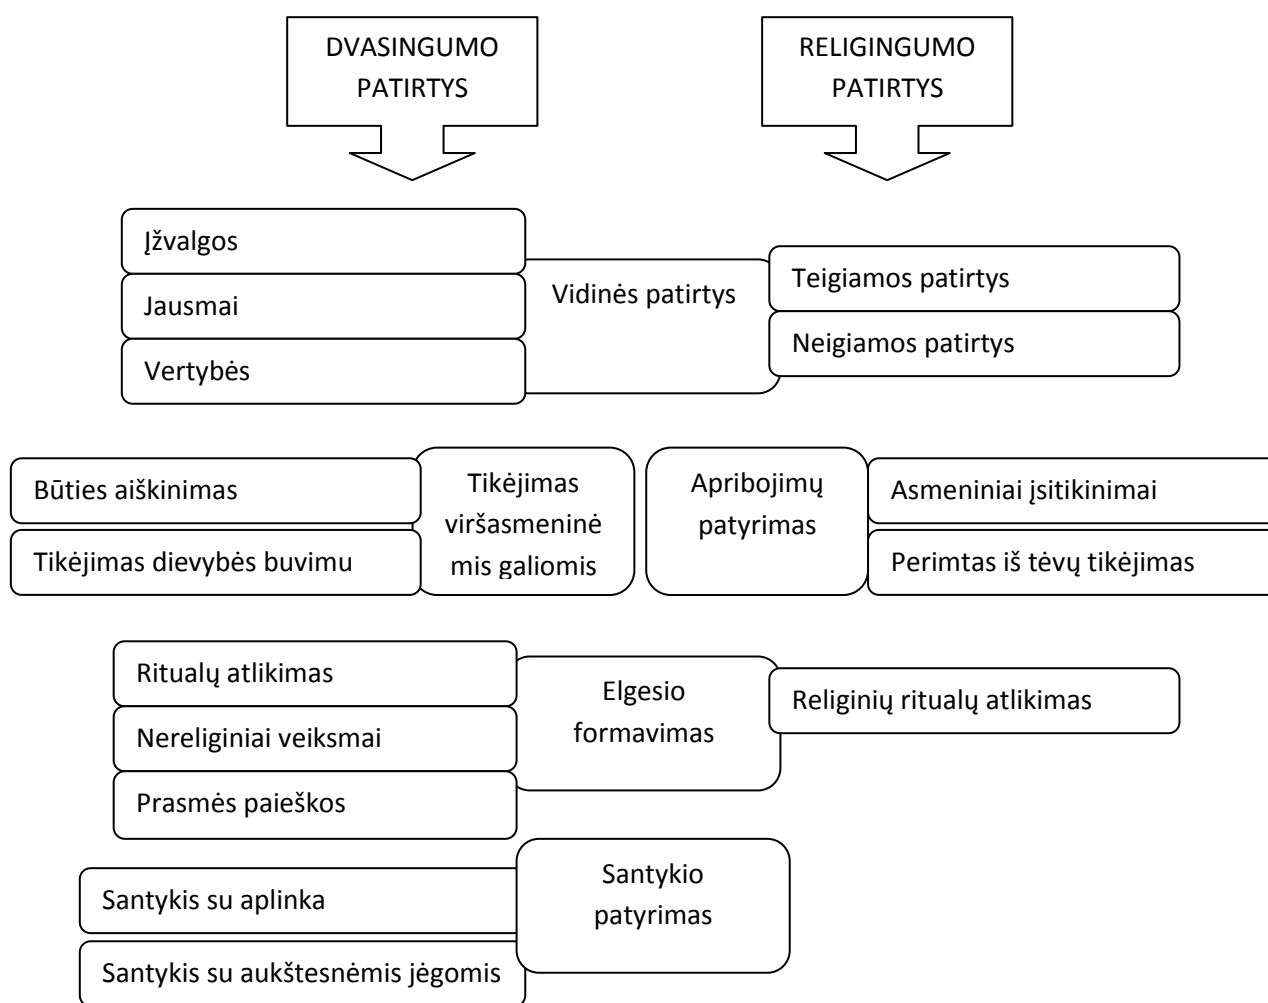 DVASINGUMO
PATIRTYS
RELIGINGUMO
PATIRTYS
Įžvalgos
Jausmai
Vertybės
Vidinės patirtys
Teigiamos patirtys
Neigiamos patirtys
Būties aiškinimas
Tikėjimas dievybės buvimu
Tikėjimas
viršasmeninė
mis galiomis
Apribojimų
patyrimas
Asmeniniai įsitikinimai
Perimtas iš tėvų tikėjimas
Ritualų atlikimas
Nereliginiai veiksmai
Prasmės paieškos
Elgesio
formavimas
Religinių ritualų atlikimas
Santykis su aplinka
Santykis su aukštesnėmis jėgomis
Santykio
patyrimas